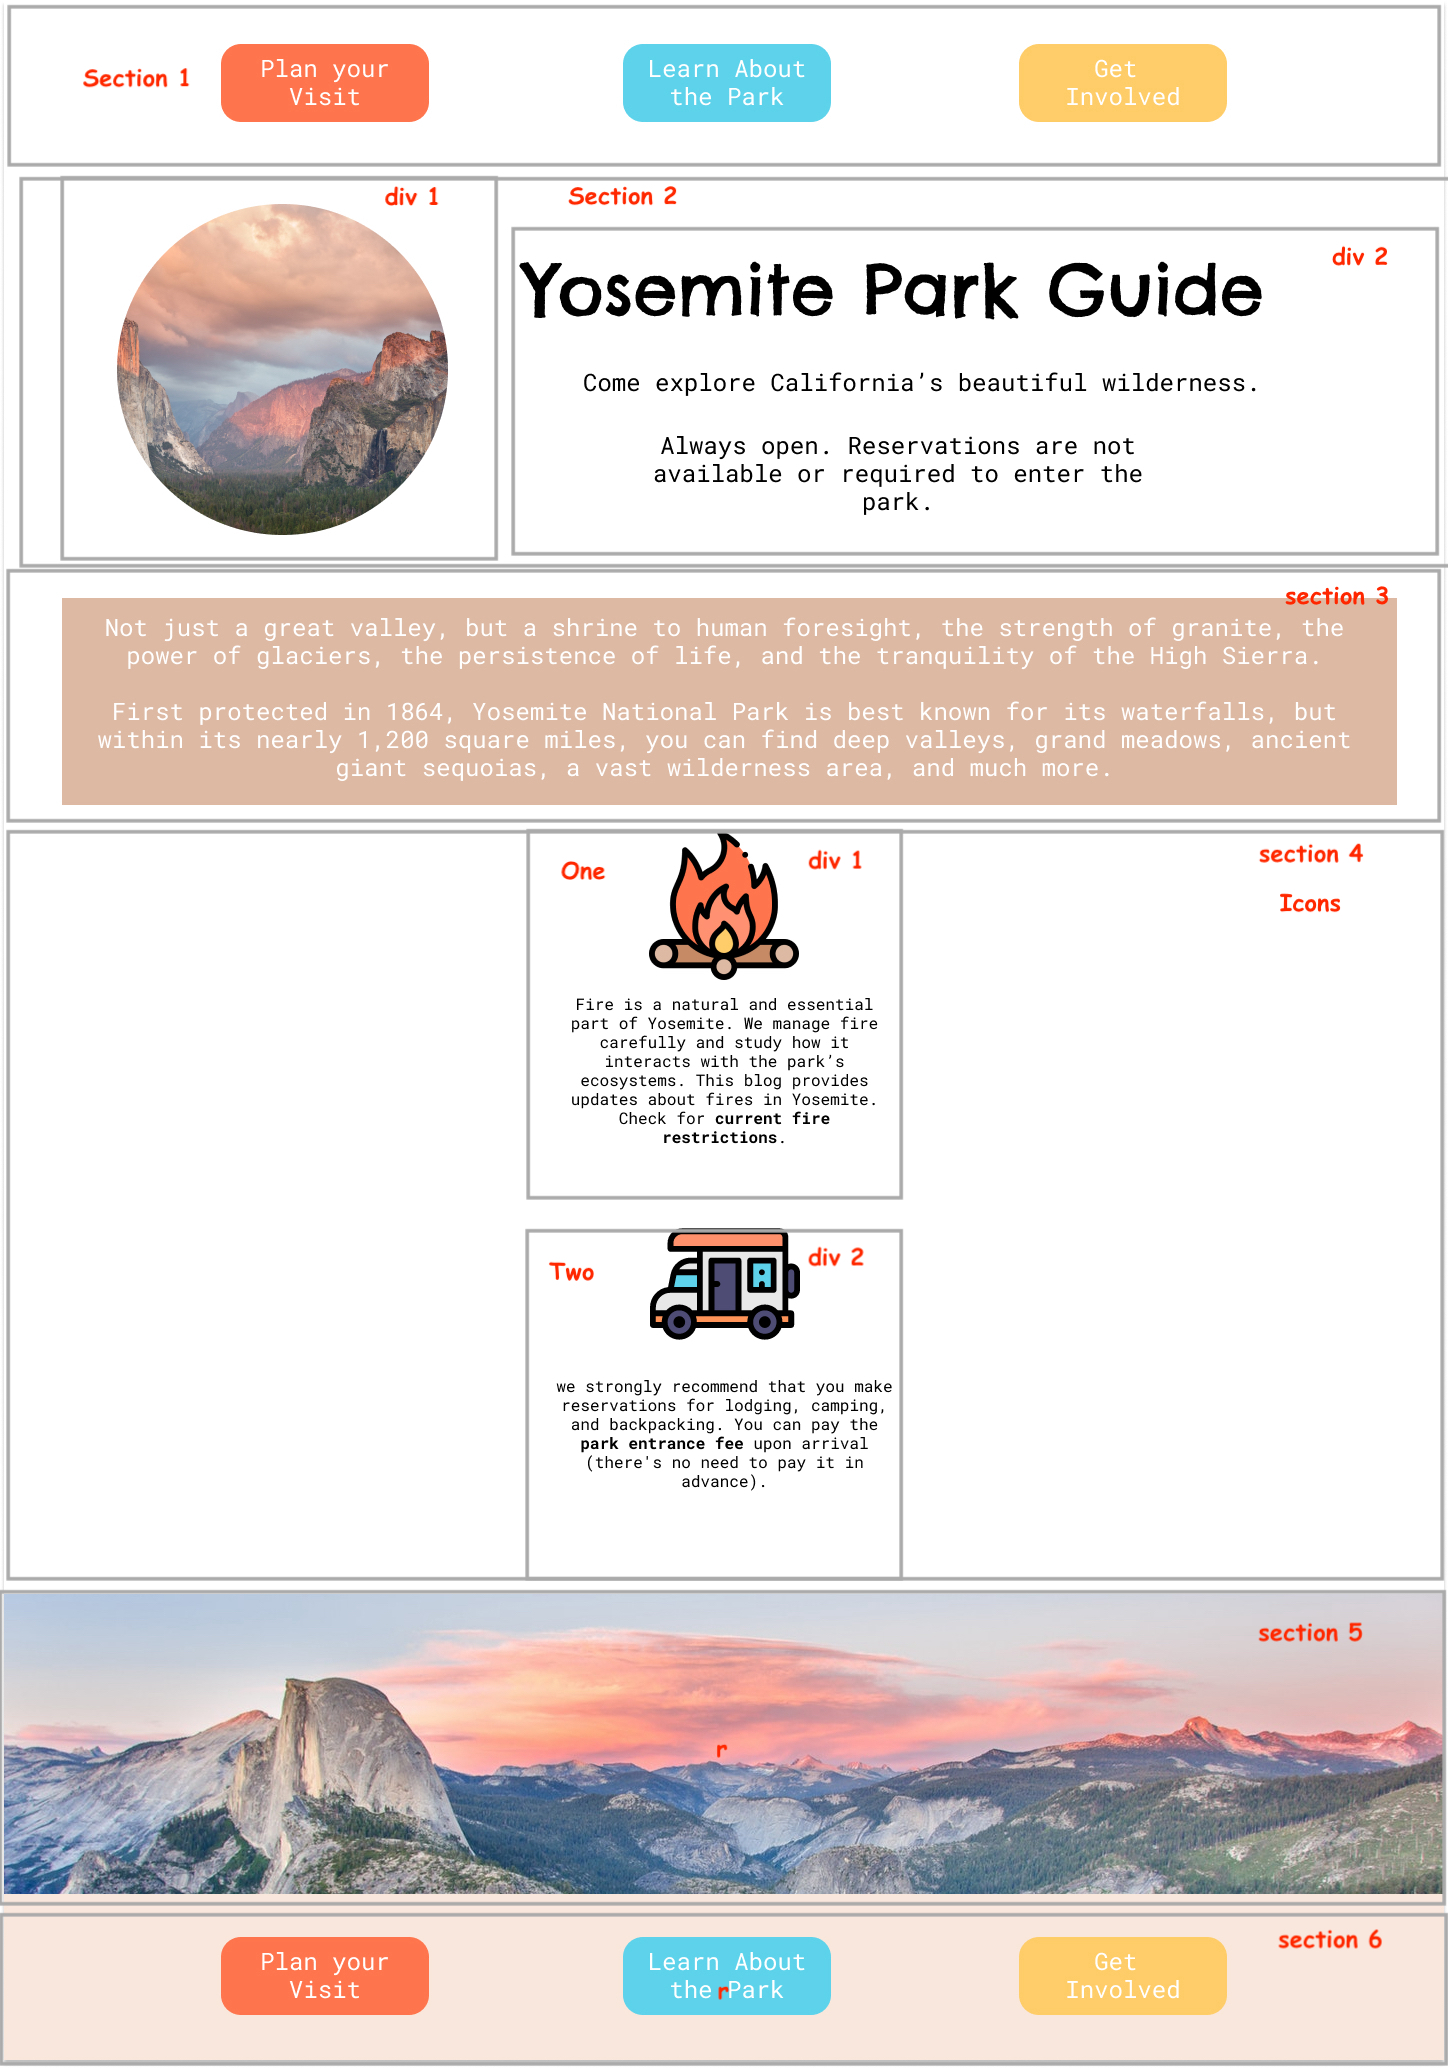 Section 1
Plan your
Visit
Learn About
the Park
Get
Involved
div 1
Section 2
div 2
Yosemite Park Guide
Come explore California’s beautiful wilderness.
Always open. Reservations are not
available or required to enter the
park.
section 3
Not just a great valley, but a shrine to human foresight, the strength of granite, the
power of glaciers, the persistence of life, and the tranquility of the High Sierra.
First protected in 1864, Yosemite National Park is best known for its waterfalls, but
within its nearly 1,200 square miles, you can find deep valleys, grand meadows, ancient
giant sequoias, a vast wilderness area, and much more.
One
div 1
section 4
Icons
Fire is a natural and essential
part of Yosemite. We manage fire
carefully and study how it
interacts with the park’s
ecosystems. This blog provides
updates about fires in Yosemite.
Check for current fire
restrictions.
Two
div 2
we strongly recommend that you make
reservations for lodging, camping,
and backpacking. You can pay the
park entrance fee upon arrival
(there's no need to pay it in
advance).
section 5
r
section 6
Plan your
Visit
Learn About
the Park
r
Get
Involved